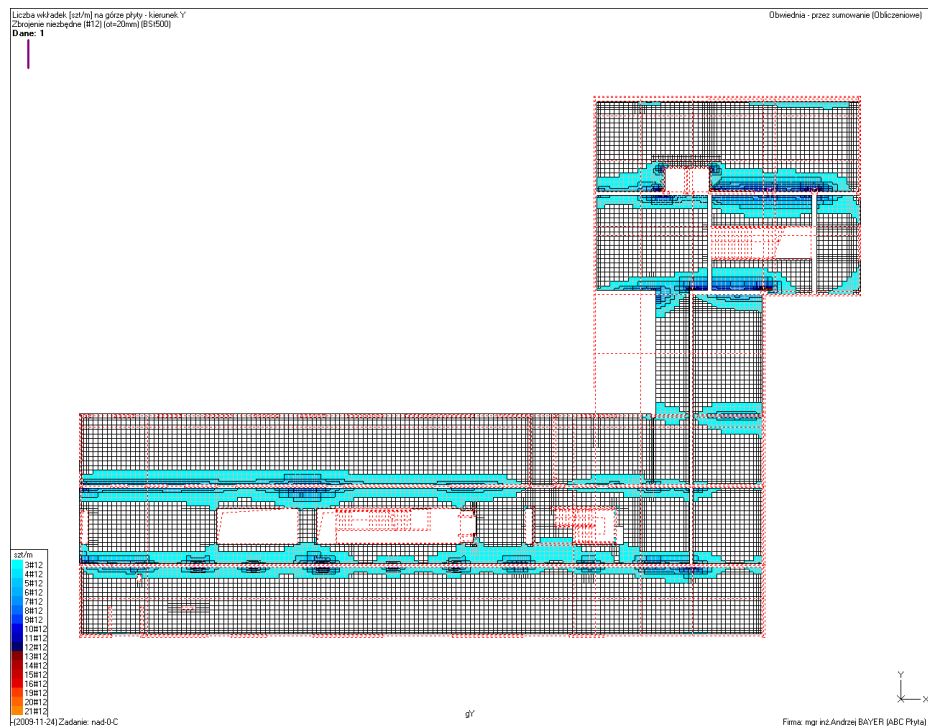 Liczba wkładek [szt/m] na górze płyty - kierunek Y
Obwiednia - przez sumowanie (Obliczeniowe)
Zbrojenie niezbędne (#12) (ot=20mm) (BSt500)
Dane: 1
szt/m
3#12
4#12
5#12
6#12
7#12
8#12
9#12
10#12
11#12
12#12
13#12
14#12
15#12
16#12
19#12
20#12
21#12
Y
X
gY
(2009-11-24) Zadanie: nad-0-C
Firma: mgr inż.Andrzej BAYER (ABC Płyta)